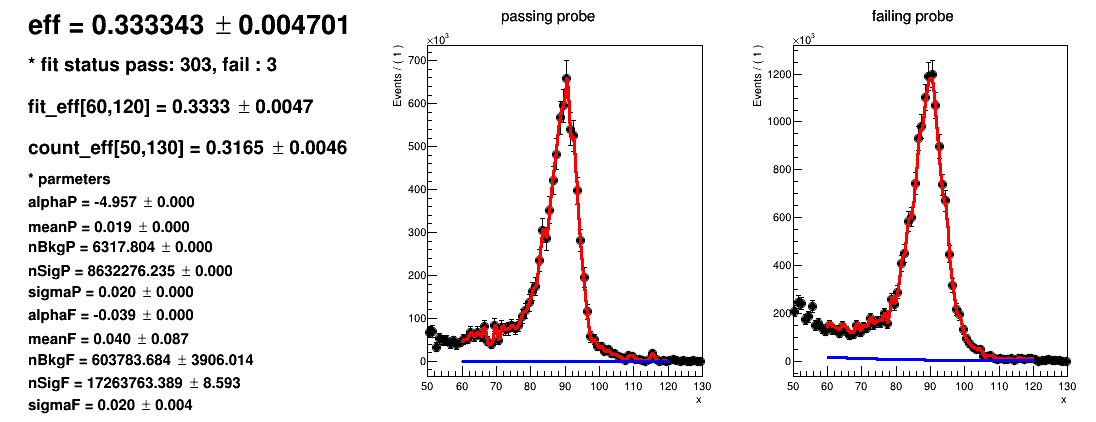 eff = 0.333343 ± 0.004701
* fit status pass: 303, fail : 3
fit_eff[60,120] = 0.3333 ± 0.0047
count_eff[50,130] = 0.3165 ± 0.0046
* parmeters
alphaP = -4.957 ± 0.000
meanP = 0.019 ± 0.000
nBkgP = 6317.804 ± 0.000
nSigP = 8632276.235 ± 0.000
sigmaP = 0.020 ± 0.000
alphaF = -0.039 ± 0.000
meanF = 0.040 ± 0.087
nBkgF = 603783.684 ± 3906.014
nSigF = 17263763.389 ± 8.593
sigmaF = 0.020 ± 0.004
passing probe
×10³
Events / ( 1 )
700
600
500
400
300
200
100
0
50 60 70 80 90 100 110 120 130
x
failing probe
×10³
Events / ( 1 )
1200
1000
800
600
400
200
0
50 60 70 80 90 100 110 120 130
x